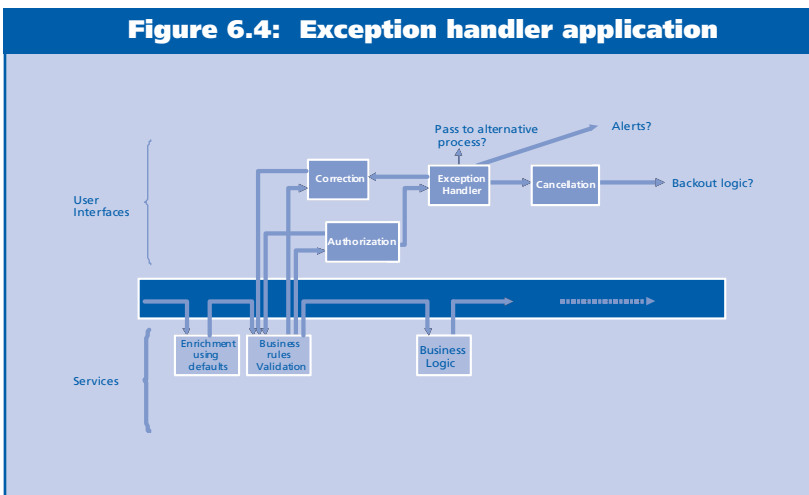 Figure 6.4: Exception handler application
Pass to alternative
process?
Alerts?
Correction
Exception
Handler
Cancellation
Backout logic?
User
Interfaces
Authorization
Enrichment
using
defaults
Business
rules
Validation
Business
Logic
Services